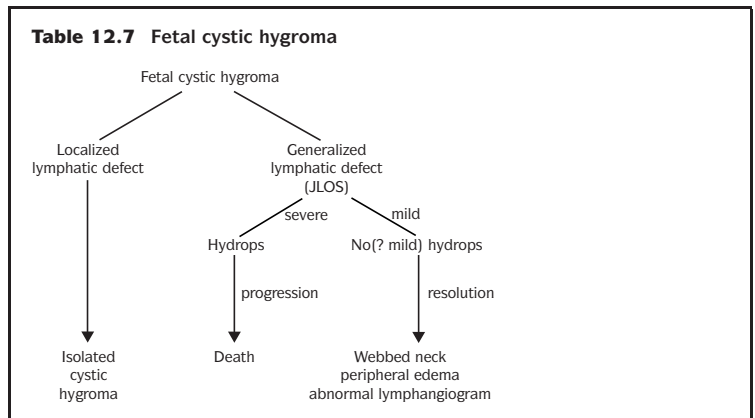 Table 12.7 Fetal cystic hygroma
Fetal cystic hygroma
Localized
lymphatic defect
Generalized
lymphatic defect
(JLOS)
severe
mild
Hydrops
No(? mild) hydrops
progression
resolution
Isolated
cystic
hygroma
Death
Webbed neck
peripheral edema
abnormal lymphangiogram